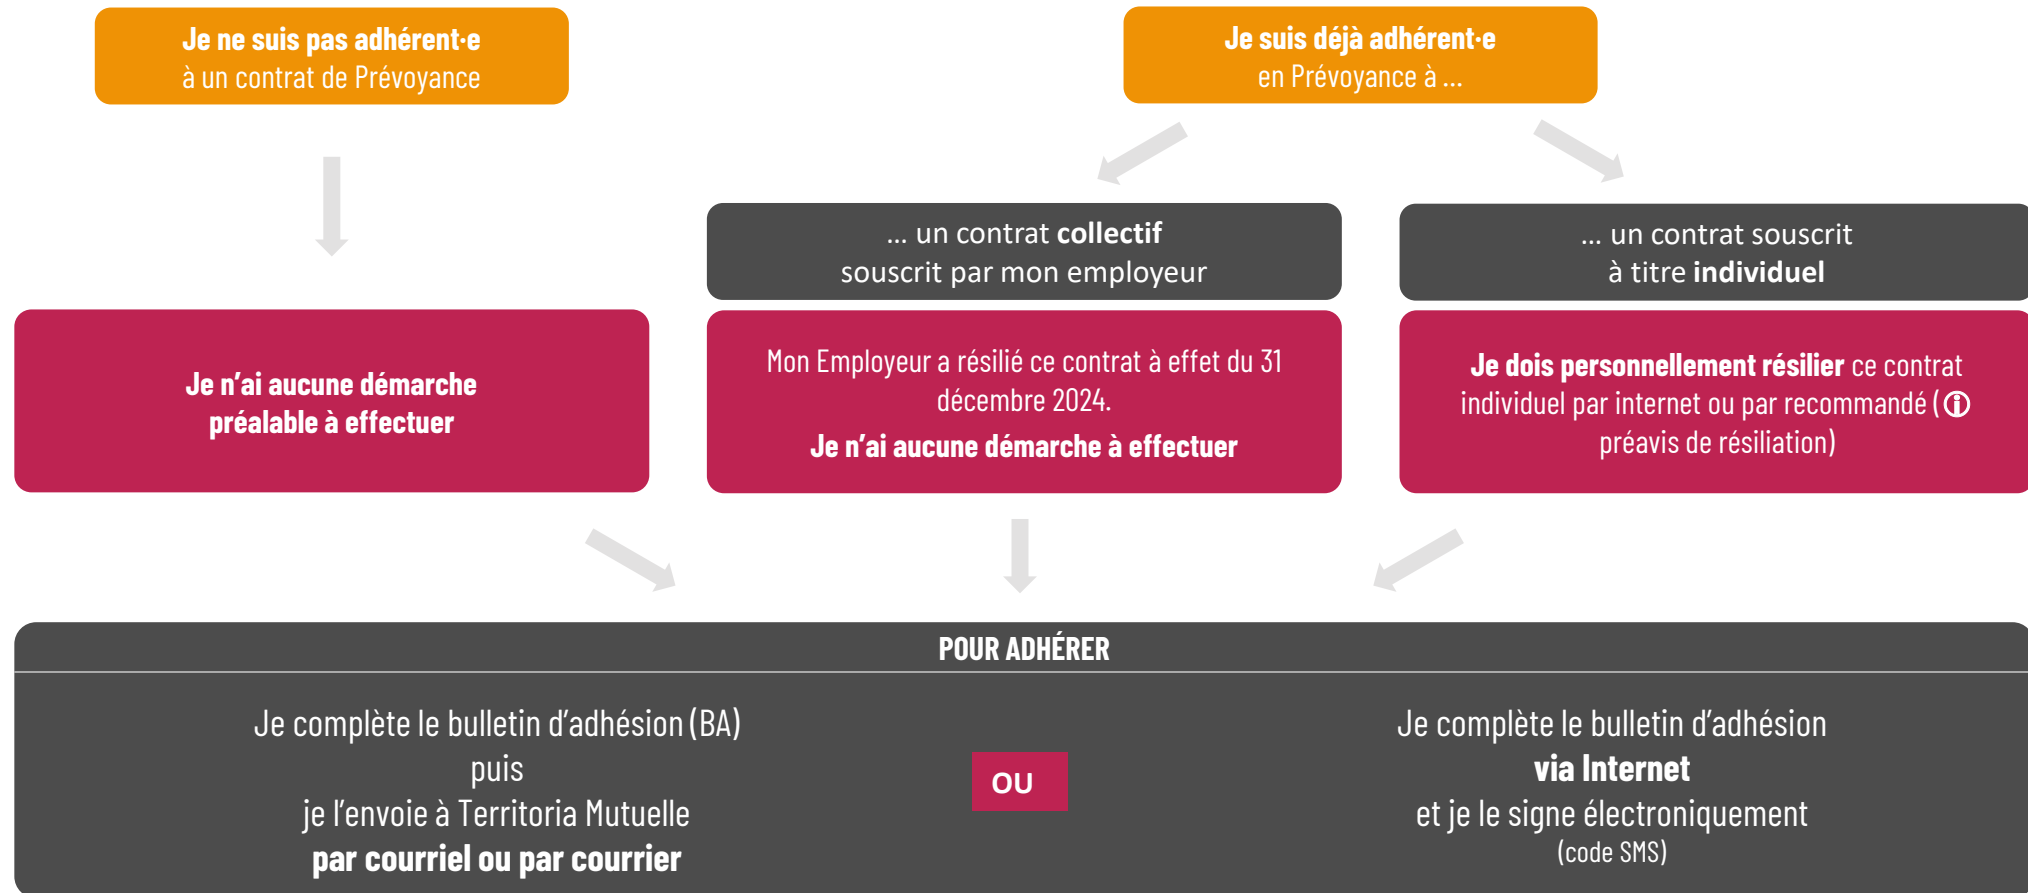 Je ne suis pas adhérent·e
à un contrat de Prévoyance
Je suis déjà adhérent·e
en Prévoyance à ...
... un contrat collectif
souscrit par mon employeur
... un contrat souscrit
à titre individuel
Je n’ai aucune démarche
préalable à effectuer
Mon Employeur a résilié ce contrat à effet du 31
décembre 2024.
Je n’ai aucune démarche à effectuer
Je dois personnellement résilier ce contrat
individuel par internet ou par recommandé (🛈
préavis de résiliation)
POUR ADHÉRER
Je complète le bulletin d’adhésion (BA)
puis
je l’envoie à Territoria Mutuelle
par courriel ou par courrier
OU
Je complète le bulletin d’adhésion
via Internet
et je le signe électroniquement
(code SMS)